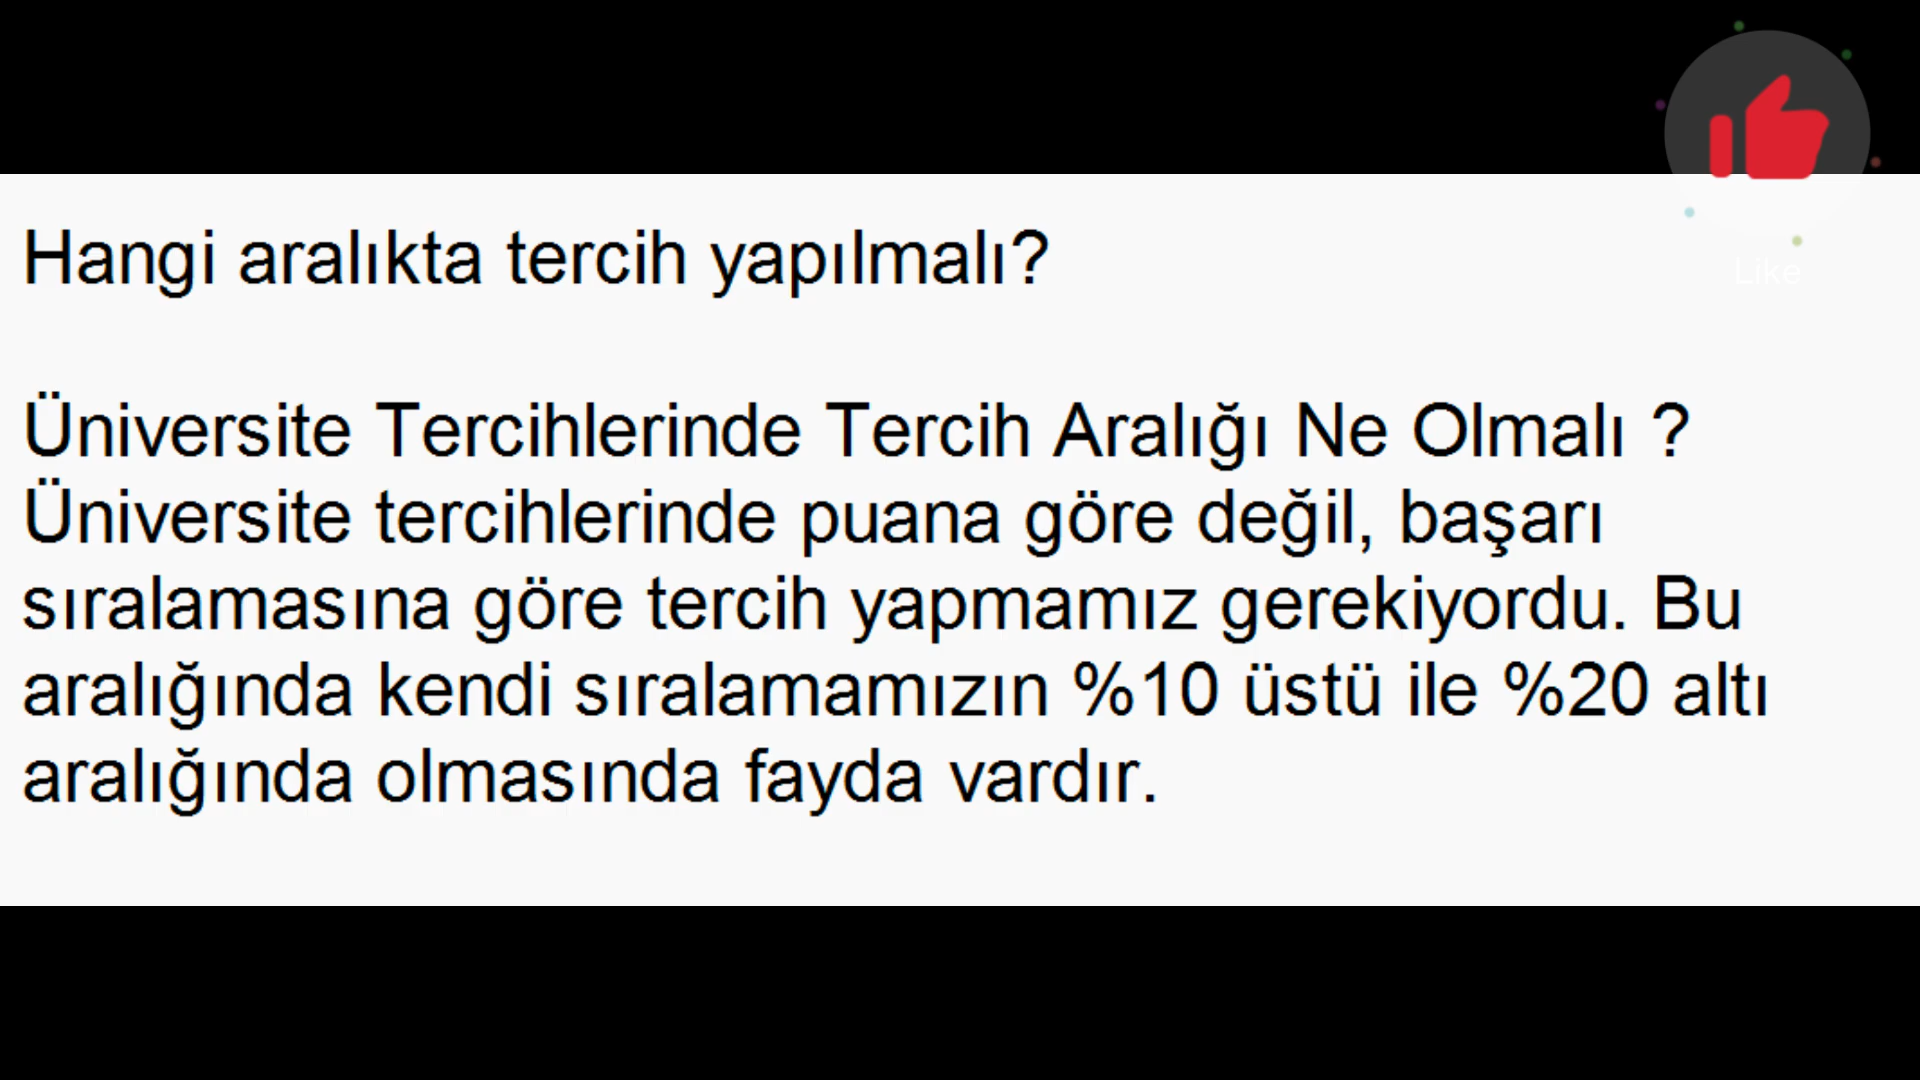 Hangi aralıkta tercih yapılmalı?
Like
Üniversite Tercihlerinde Tercih Aralığı Ne Olmalı ?
Üniversite tercihlerinde puana göre değil, başarı
sıralamasına göre tercih yapmamız gerekiyordu. Bu
aralığında kendi sıralamamızın %10 üstü ile %20 altı
aralığında olmasında fayda vardır.